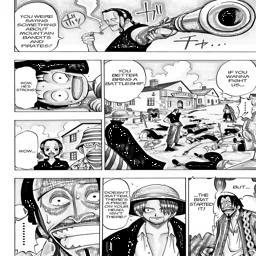 YOU WERE
SAYING
SOMETHING
ABOUT
MOUNTAIN
BANDITS
AND
PIRATES?
IF YOU
WANNA
FIGHT
US...
YOU
BETTER
BRING A
BATTLESHIP.
WOW,
HE'S
STRONG!
WOW...
BUT...
...THE
BRAT
STARTED
IT!
DOESN'T
MATTER.
THERE'S
A PRICE
ON YOUR
HEAD,
ISN'T
THERE?